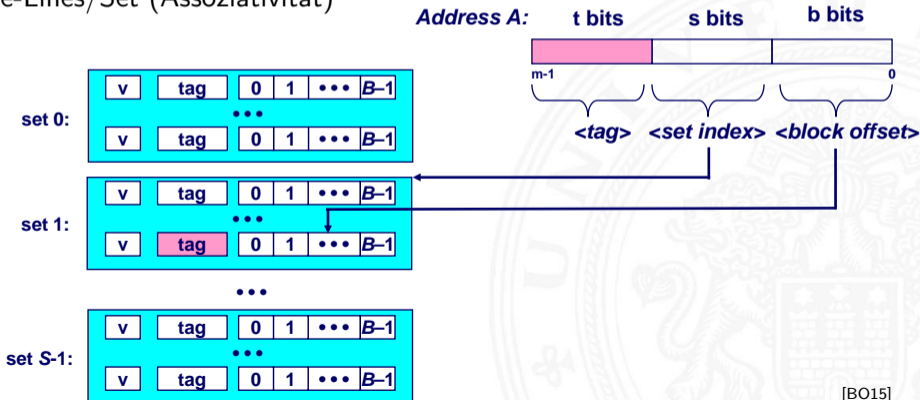 e-Lines/Set (Assoziativität)
Address A: t bits s bits b bits
m-1 0
<tag> <set index> <block offset>
v tag 0 1 ••• B–1
set 0: •••
v tag 0 1 ••• B–1
v tag 0 1 ••• B–1
set 1: •••
v tag 0 1 ••• B–1
•••
v tag 0 1 ••• B–1
set S-1: •••
v tag 0 1 ••• B–1
[BO15]